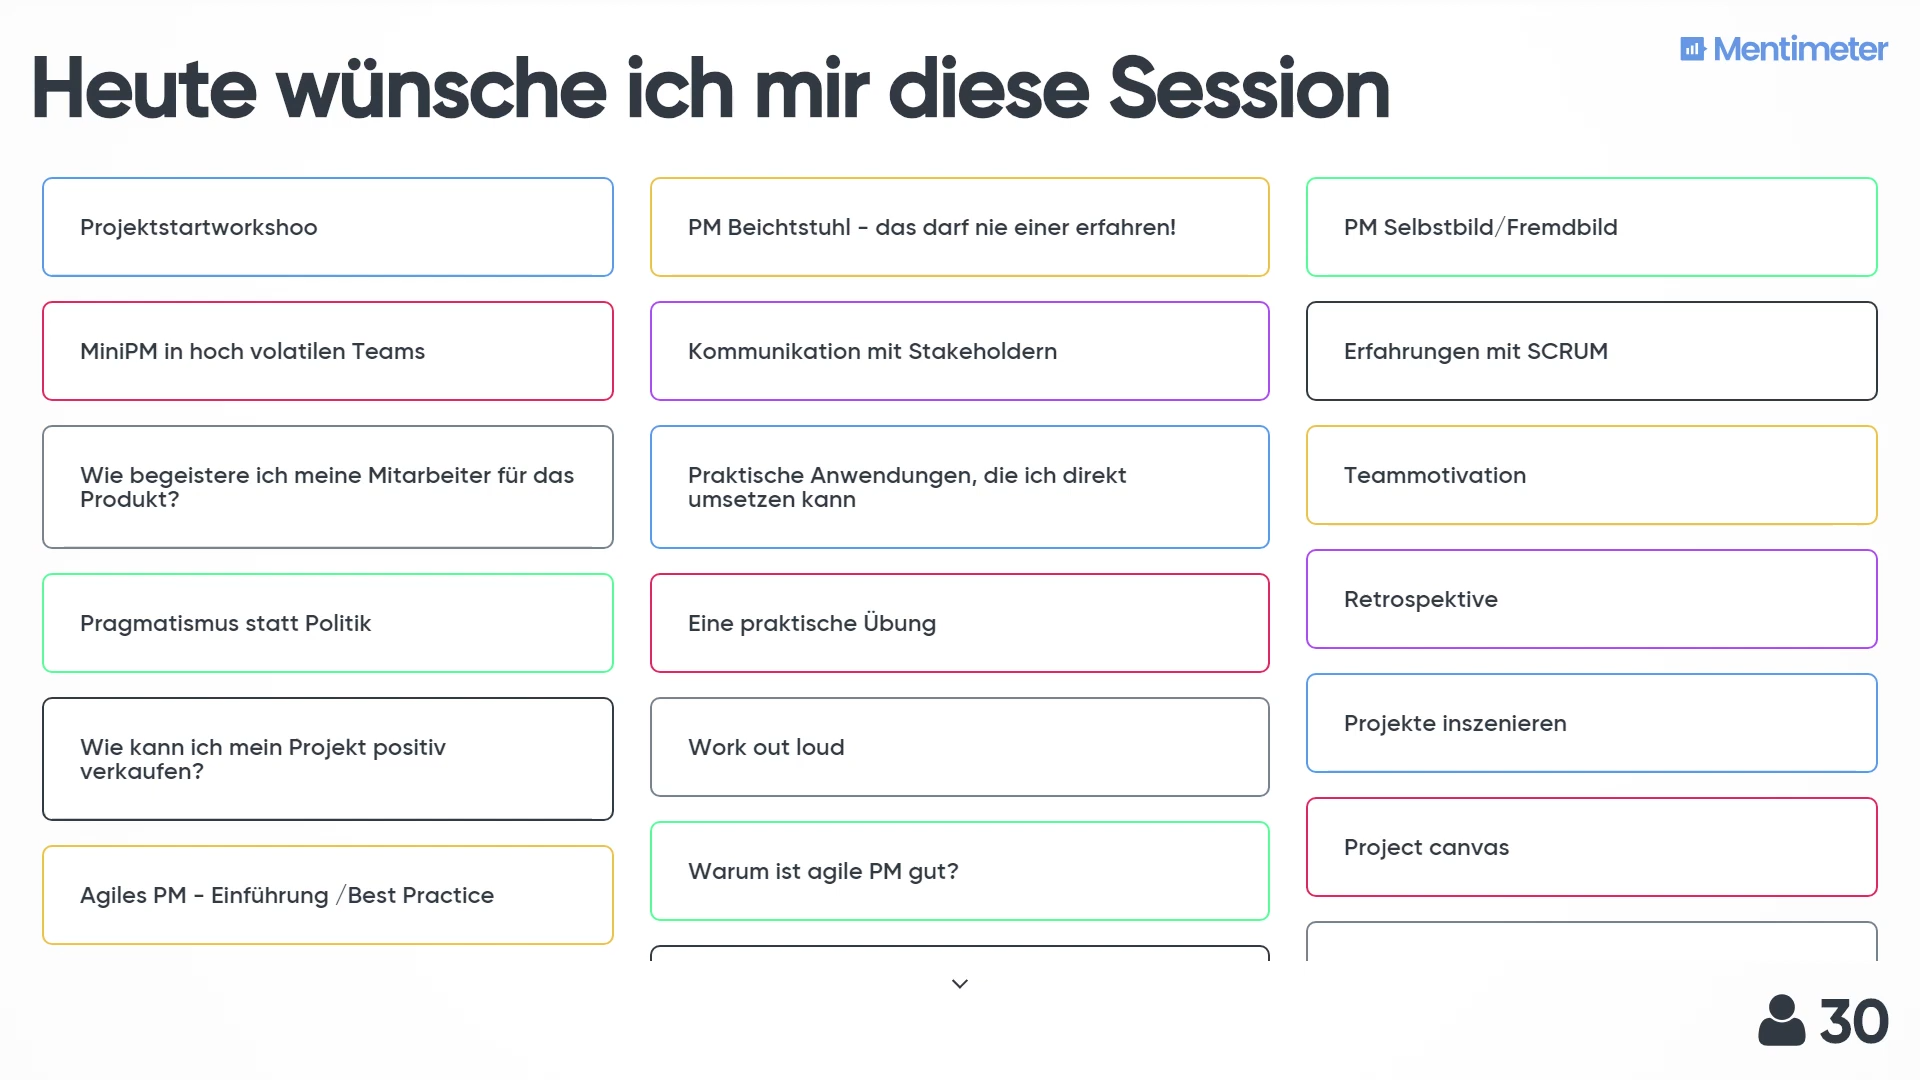 Heute wünsche ich mir diese Session
Mentimeter
Projektstartworkshoo
MiniPM in hoch volatilen Teams
Wie begeistere ich meine Mitarbeiter für das
Produkt?
Pragmatismus statt Politik
Wie kann ich mein Projekt positiv
verkaufen?
Agiles PM - Einführung /Best Practice
PM Beichtstuhl - das darf nie einer erfahren!
Kommunikation mit Stakeholdern
Praktische Anwendungen, die ich direkt
umsetzen kann
Eine praktische Übung
Work out loud
Warum ist agile PM gut?
PM Selbstbild/Fremdbild
Erfahrungen mit SCRUM
Teammotivation
Retrospektive
Projekte inszenieren
Project canvas
30